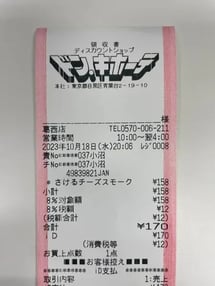 領収書
ディスカウントショップ
ドン.キホーテ
本社:東京都目黒区青葉台2-19-10
様
葛西店 TEL0570-006-211
営業時間 10:00~翌4:00
2023年10月18日(水)20:06 レジ0008
責No※※※※※※037小沼
チNo※※※※※※037小沼
49839821JAN
* さけるチーズスモーク ¥158
小計 ¥158
8%対象額 ¥158
8%税額 ¥12
(税額合計) (¥12)
合計 ¥170
iD ¥170
(消費税等 ¥12)
お買上点数 1点
■■■お客様控え■■■
iD支払
取引内容 1:売上